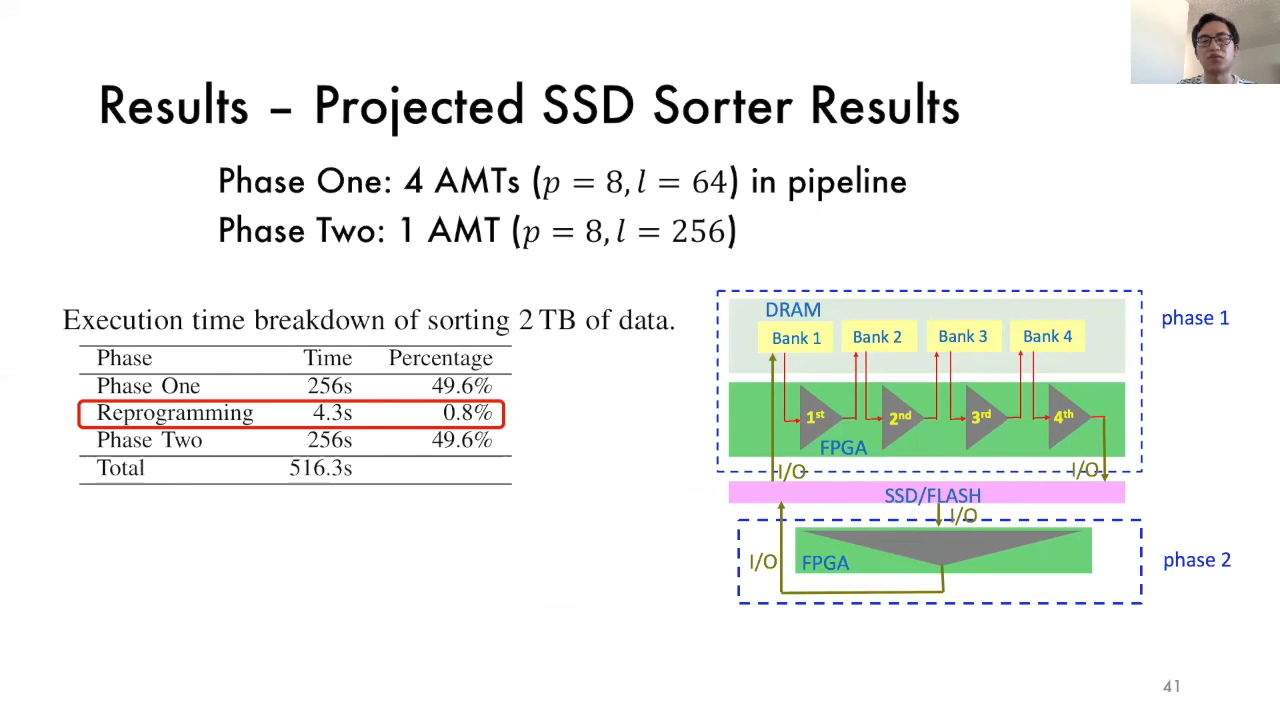 Results – Projected SSD Sorter Results
Phase One: 4 AMTs (p = 8, l = 64) in pipeline
Phase Two: 1 AMT (p = 8, l = 256)
Execution time breakdown of sorting 2 TB of data.
Phase Time Percentage
Phase One 256s 49.6%
Reprogramming 4.3s 0.8%
Phase Two 256s 49.6%
Total 516.3s
DRAM
Bank 1 Bank 2 Bank 3 Bank 4
phase 1
1st 2nd 3rd 4th
FPGA
I/O I/O
SSD/FLASH
I/O
I/O FPGA
phase 2
41